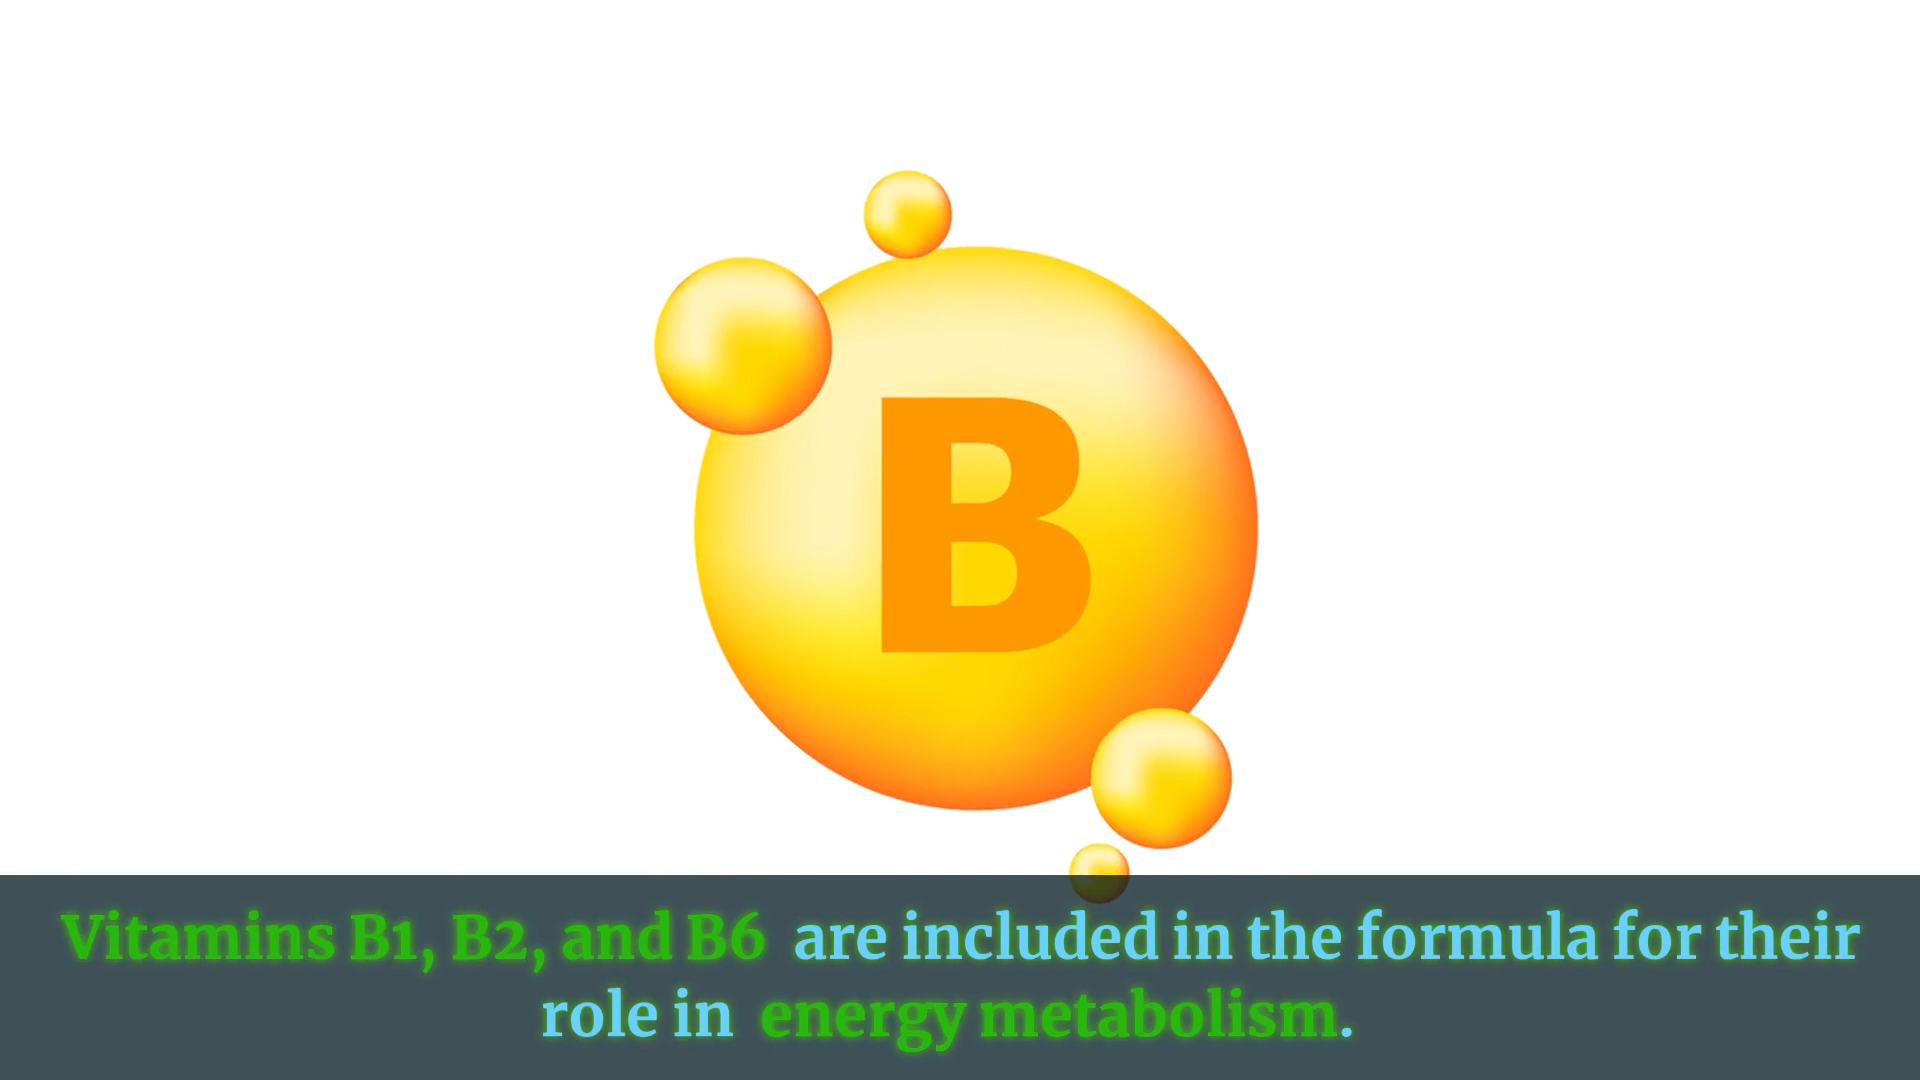 B
Vitamins B1, B2, and B6 are included in the formula for their
role in energy metabolism.